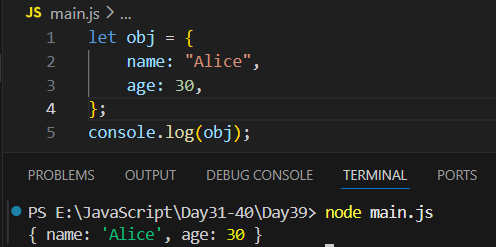 JS main.js > ...
1 let obj = {
2     name: "Alice",
3     age: 30,
4 };
5 console.log(obj);
PROBLEMS OUTPUT DEBUG CONSOLE TERMINAL PORTS
PS E:\JavaScript\Day31-40\Day39> node main.js
{ name: 'Alice', age: 30 }